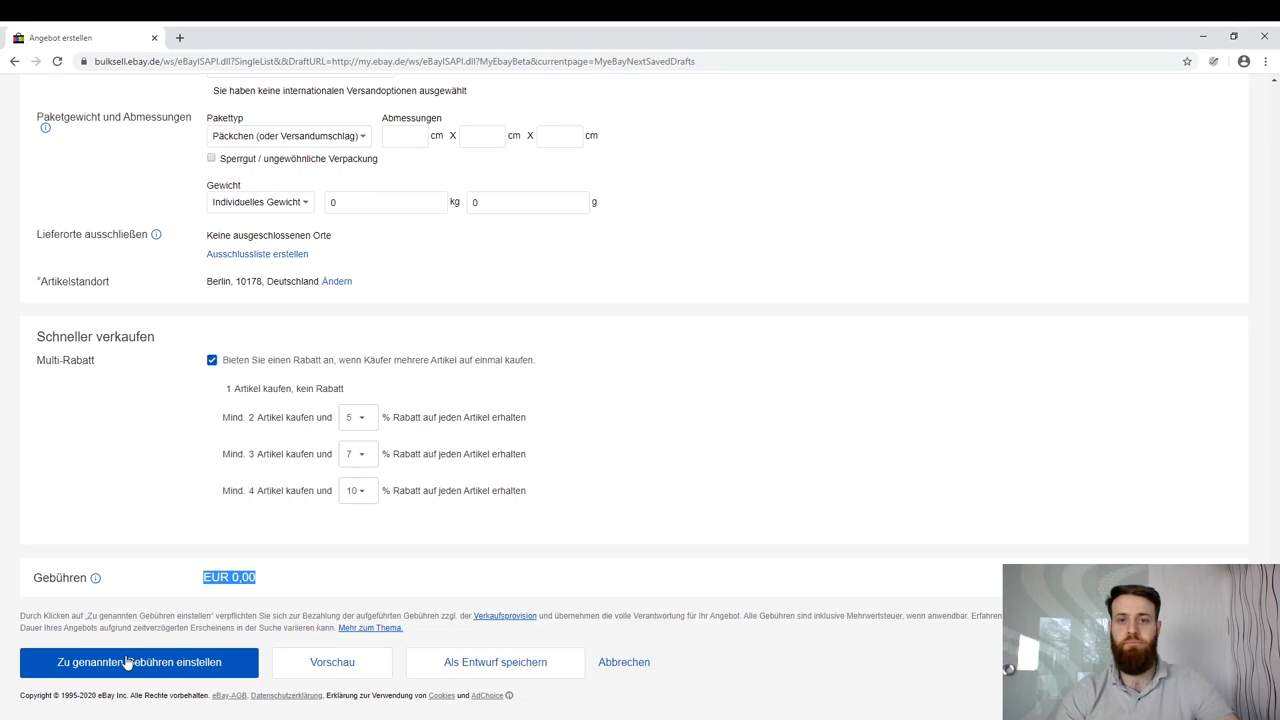 Angebot erstellen
bulksell.ebay.de/ws/eBayISAPI.dll?SingleList&&DraftURL=http://my.ebay.de/ws/eBayISAPI.dll?MyEbayBeta&currentpage=MyeBayNextSavedDrafts
Sie haben keine internationalen Versandoptionen ausgewählt
Paketgewicht und Abmessungen
Pakettyp
Abmessungen
Päckchen (oder Versandumschlag)
cm X cm X cm
Sperrgut / ungewöhnliche Verpackung
Gewicht
Individuelles Gewicht
0 kg 0 g
Lieferorte ausschließen
Keine ausgeschlossenen Orte
Ausschlussliste erstellen
*Artikelstandort
Berlin, 10178, Deutschland Ändern
Schneller verkaufen
Multi-Rabatt
Bieten Sie einen Rabatt an, wenn Käufer mehrere Artikel auf einmal kaufen.
1 Artikel kaufen, kein Rabatt
Mind. 2 Artikel kaufen und 5 % Rabatt auf jeden Artikel erhalten
Mind. 3 Artikel kaufen und 7 % Rabatt auf jeden Artikel erhalten
Mind. 4 Artikel kaufen und 10 % Rabatt auf jeden Artikel erhalten
Gebühren EUR 0,00
Durch Klicken auf „Zu genannten Gebühren einstellen“ verpflichten Sie sich zur Bezahlung der aufgeführten Gebühren zzgl. der Verkaufsprovision und übernehmen die volle Verantwortung für Ihr Angebot. Alle Gebühren sind inklusive Mehrwertsteuer, wenn anwendbar. Erfahren
Dauer Ihres Angebots aufgrund zeitverzögerten Erscheinens in der Suche variieren kann. Mehr zum Thema.
Zu genannten Gebühren einstellen
Vorschau
Als Entwurf speichern
Abbrechen
Copyright © 1995-2020 eBay Inc. Alle Rechte vorbehalten. eBay-AGB, Datenschutzerklärung, Erklärung zur Verwendung von Cookies und AdChoice